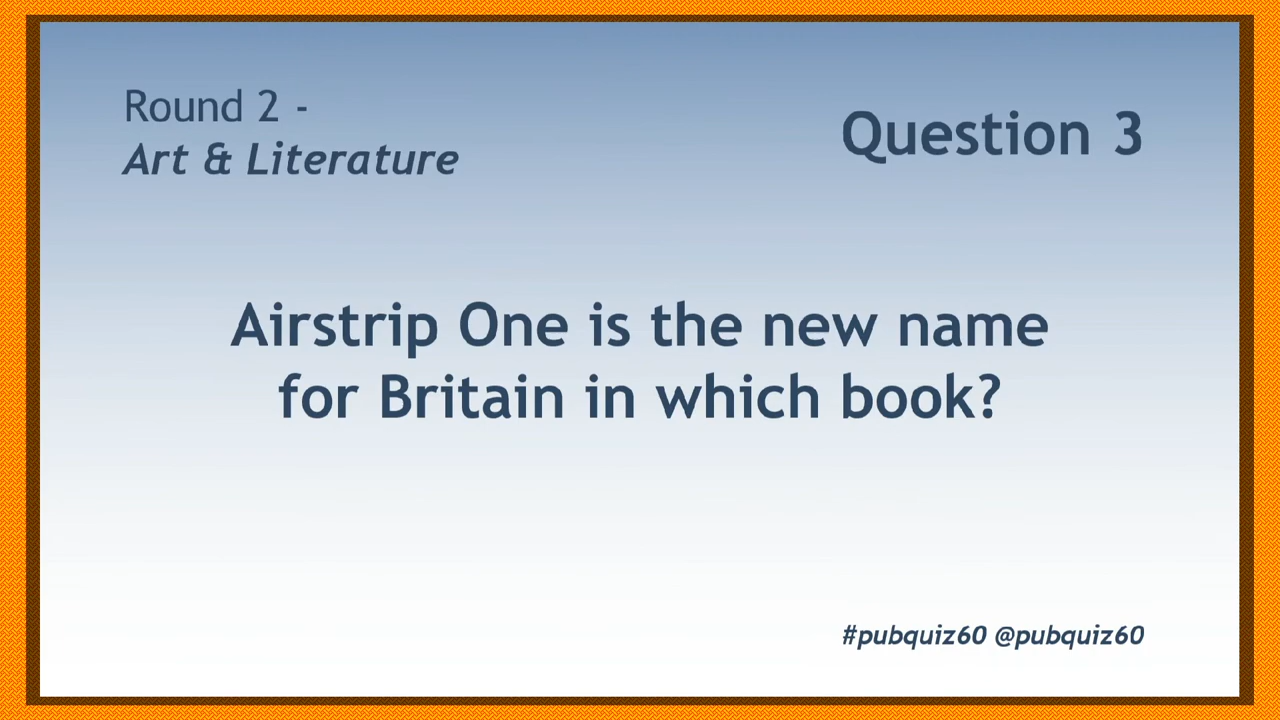 Round 2 -
Art & Literature
Question 3
Airstrip One is the new name
for Britain in which book?
#pubquiz60 @pubquiz60